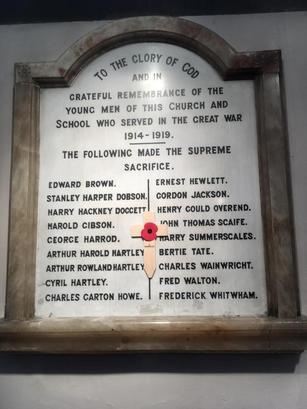 TO THE GLORY OF GOD
AND IN
GRATEFUL REMEMBRANCE OF THE
YOUNG MEN OF THIS CHURCH AND
SCHOOL WHO SERVED IN THE GREAT WAR
1914-1919.
THE FOLLOWING MADE THE SUPREME
SACRIFICE.
EDWARD BROWN.
STANLEY HARPER DOBSON.
HARRY HACKNEY DOGGETT
HAROLD GIBSON.
GEORGE HARROD.
ARTHUR HAROLD HARTLEY
ARTHUR ROWLAND HARTLEY
CYRIL HARTLEY.
CHARLES GARTON HOWE.
ERNEST HEWLETT.
GORDON JACKSON.
HENRY GOULD OVEREND.
JOHN THOMAS SCAIFE.
HARRY SUMMERSCALES.
BERTIE TATE.
CHARLES WAINWRIGHT.
FRED WALTON.
FREDERICK WHITWHAM.